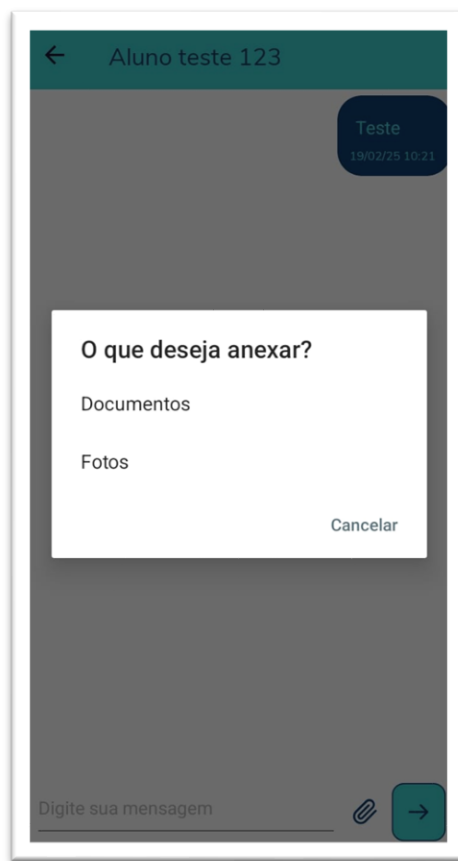 Aluno teste 123
Teste
19/02/25 10:21
O que deseja anexar?
Documentos
Fotos
Cancelar
Digite sua mensagem